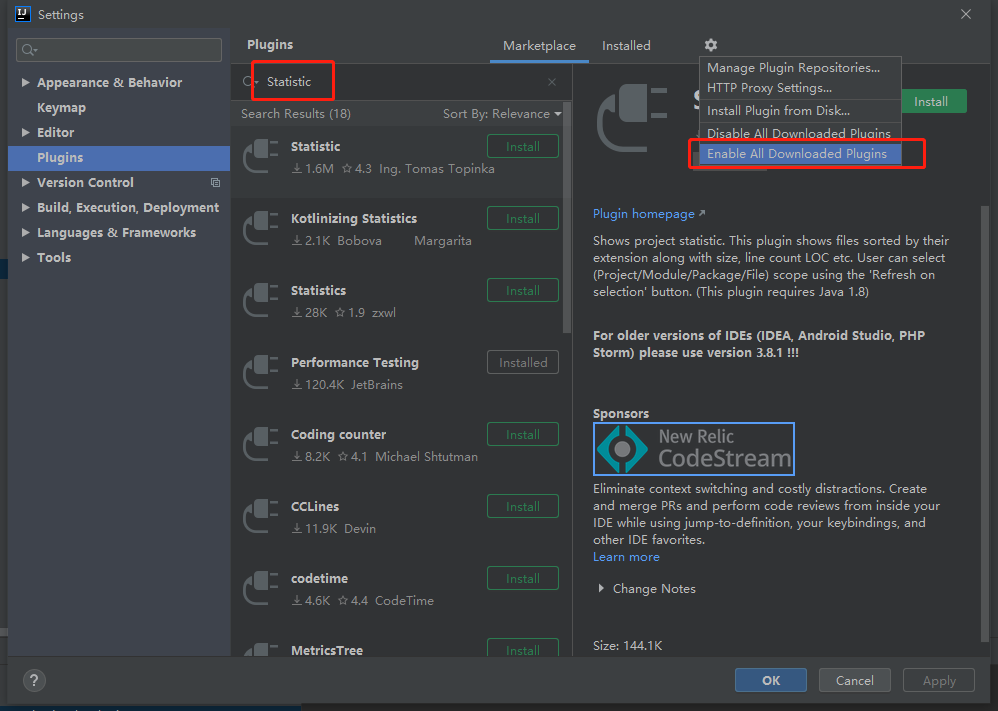 Settings
Plugins
Marketplace
Installed
Appearance & Behavior
Keymap
Editor
Plugins
Version Control
Build, Execution, Deployment
Languages & Frameworks
Tools
Statistic
Search Results (18)
Sort By: Relevance
Statistic
Install
1.6M 4.3 Ing. Tomas Topinka
Kotlinizing Statistics
Install
2.1K Bobova Margarita
Statistics
Install
28K 1.9 zxwl
Performance Testing
Installed
120.4K JetBrains
Coding counter
Install
8.2K 4.1 Michael Shtutman
CCLines
Install
11.9K Devin
codetime
Install
4.6K 4.4 CodeTime
MetricsTree
Install
Manage Plugin Repositories...
HTTP Proxy Settings...
Install Plugin from Disk...
Disable All Downloaded Plugins
Enable All Downloaded Plugins
Install
Plugin homepage
Shows project statistic. This plugin shows files sorted by their
extension along with size, line count LOC etc. User can select
(Project/Module/Package/File) scope using the 'Refresh on
selection' button. (This plugin requires Java 1.8)
For older versions of IDEs (IDEA, Android Studio, PHP
Storm) please use version 3.8.1 !!!
Sponsors
New Relic
CodeStream
Eliminate context switching and costly distractions. Create
and merge PRs and perform code reviews from inside your
IDE while using jump-to-definition, your keybindings, and
other IDE favorites.
Learn more
Change Notes
Size: 144.1K
?
OK
Cancel
Apply